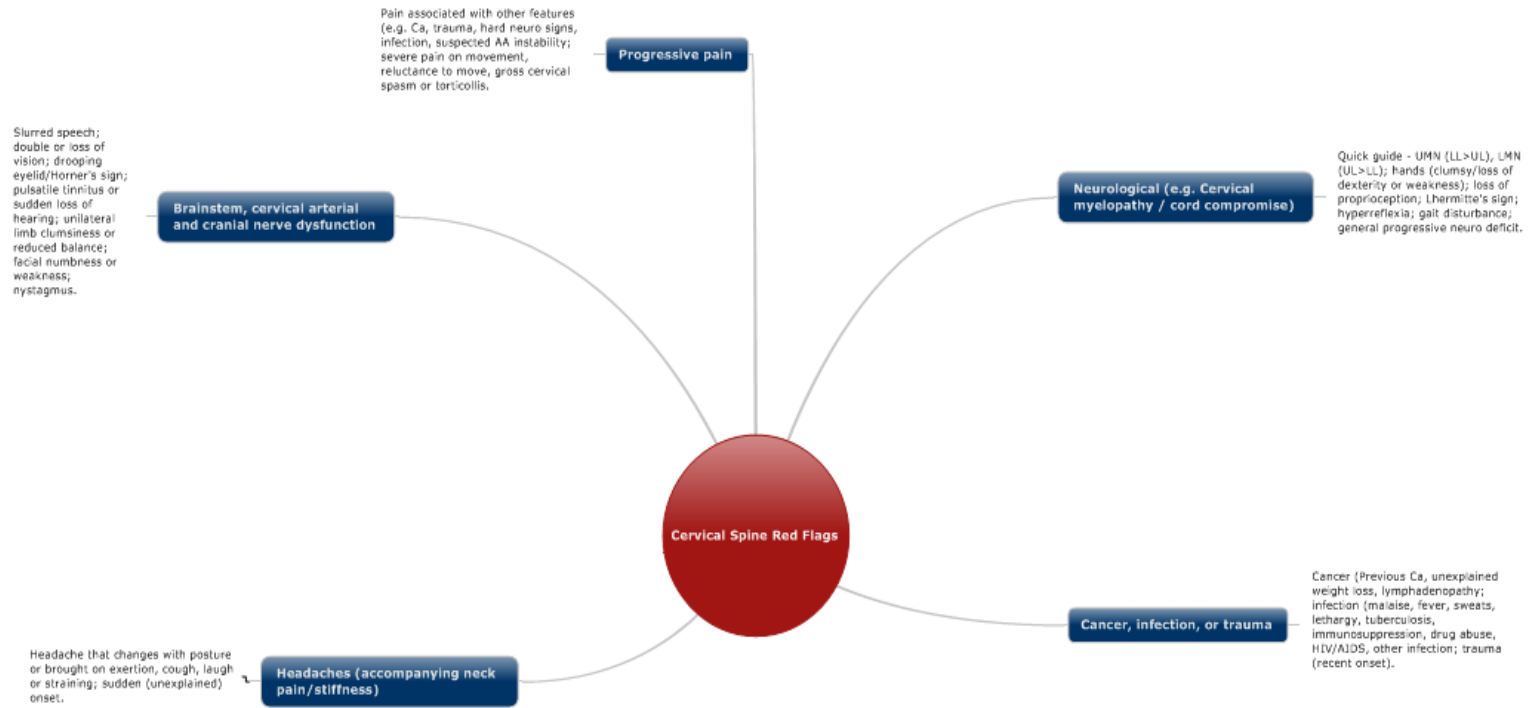 Pain associated with other features
(e.g. Ca, trauma, hard neuro signs,
infection, suspected AA instability;
severe pain on movement,
reluctance to move, gross cervical
spasm or torticollis.
Progressive pain
Slurred speech;
double or loss of
vision; drooping
eyelid/Horner's sign;
pulsatile tinnitus or
sudden loss of
hearing; unilateral
limb clumsiness or
reduced balance;
facial numbness or
weakness;
nystagmus.
Brainstem, cervical arterial
and cranial nerve dysfunction
Neurological (e.g. Cervical
myelopathy / cord compromise)
Quick guide - UMN (LL>UL), LMN
(UL>LL); hands (clumsy/loss of
dexterity or weakness); loss of
proprioception; Lhermitte's sign;
hyperreflexia; gait disturbance;
general progressive neuro deficit.
Cervical Spine Red Flags
Cancer, infection, or trauma
Cancer (Previous Ca, unexplained
weight loss, lymphadenopathy;
infection (malaise, fever, sweats,
lethargy, tuberculosis,
immunosuppression, drug abuse,
HIV/AIDS, other infection; trauma
(recent onset).
Headache that changes with posture
or brought on exertion, cough, laugh
or straining; sudden (unexplained)
onset.
Headaches (accompanying neck
pain/stiffness)